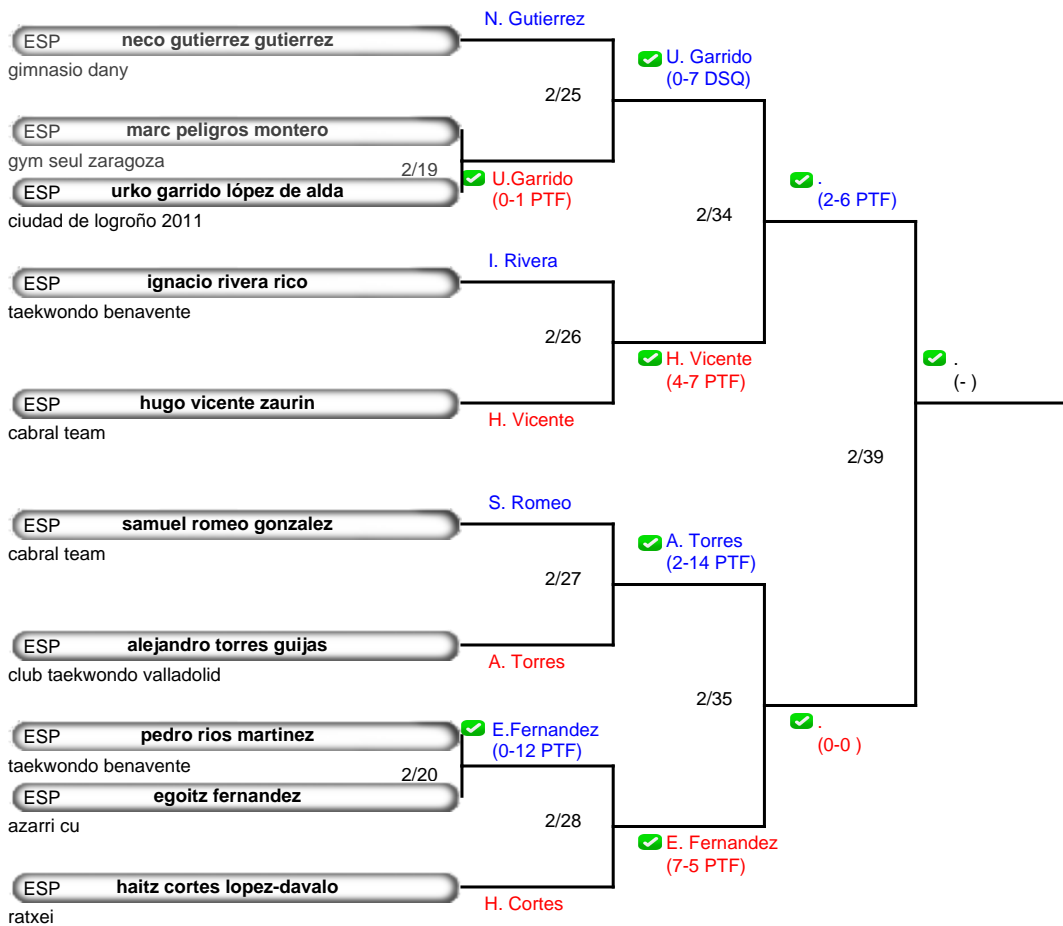 N. Gutierrez
ESP neco gutierrez gutierrez
gimnasio dany
U. Garrido
(0-7 DSQ)
2/25
ESP marc peligros montero
gym seul zaragoza
2/19
U.Garrido
(0-1 PTF)
ESP urko garrido lópez de alda
ciudad de logroño 2011
.
(2-6 PTF)
2/34
I. Rivera
ESP ignacio rivera rico
taekwondo benavente
2/26
H. Vicente
(4-7 PTF)
.
(- )
ESP hugo vicente zaurin
cabral team
H. Vicente
2/39
S. Romeo
ESP samuel romeo gonzalez
cabral team
A. Torres
(2-14 PTF)
2/27
ESP alejandro torres guijas
club taekwondo valladolid
A. Torres
2/35
.
(0-0 )
ESP pedro rios martinez
taekwondo benavente
E.Fernandez
(0-12 PTF)
2/20
ESP egoitz fernandez
azarri cu
2/28
E. Fernandez
(7-5 PTF)
ESP haitz cortes lopez-davalo
ratxei
H. Cortes